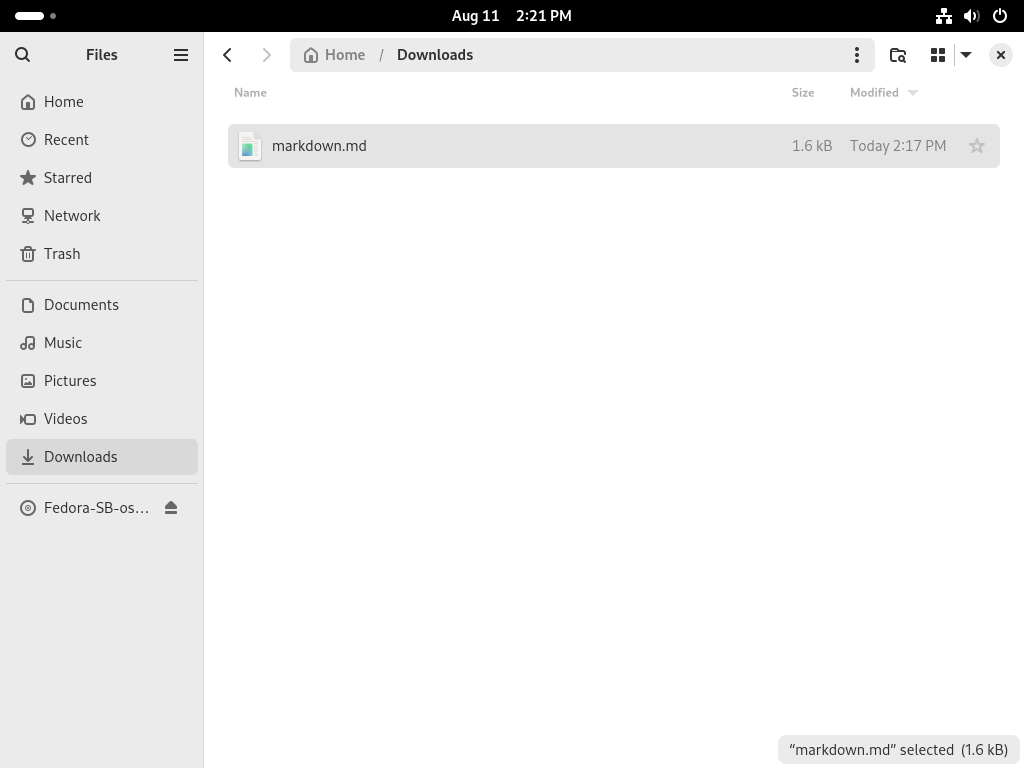 Aug 11 2:21 PM
Files
Home / Downloads
Name Size Modified
Home
Recent
Starred
Network
Trash
Documents
Music
Pictures
Videos
Downloads
Fedora-SB-os…
markdown.md 1.6 kB Today 2:17 PM
“markdown.md” selected (1.6 kB)